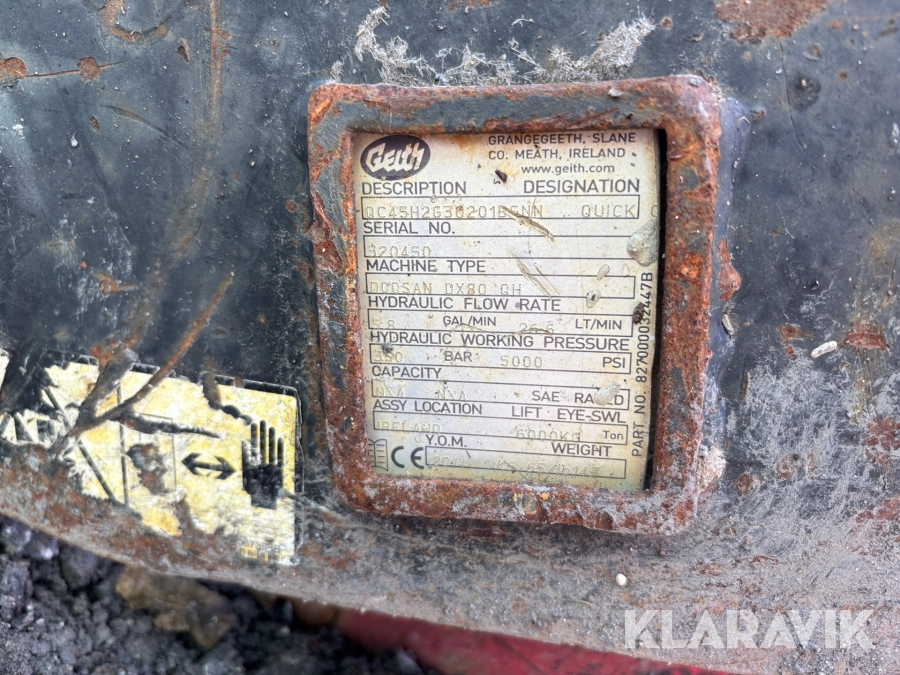 Geith
GRANGEGEETH, SLANE
CO. MEATH, IRELAND
www.geith.com
DESCRIPTION DESIGNATION
QUICK
SERIAL NO.
320450
MACHINE TYPE
DOOSAN DX80 QH
HYDRAULIC FLOW RATE
GAL/MIN LT/MIN
HYDRAULIC WORKING PRESSURE
BAR 5000 PSI
CAPACITY
N\A N\A SAE
ASSY LOCATION LIFT EYE-SWL
IRELAND 6000KG Ton
Y.O.M. WEIGHT
CE
PART NO. 827A000032447B
KLARAVIK